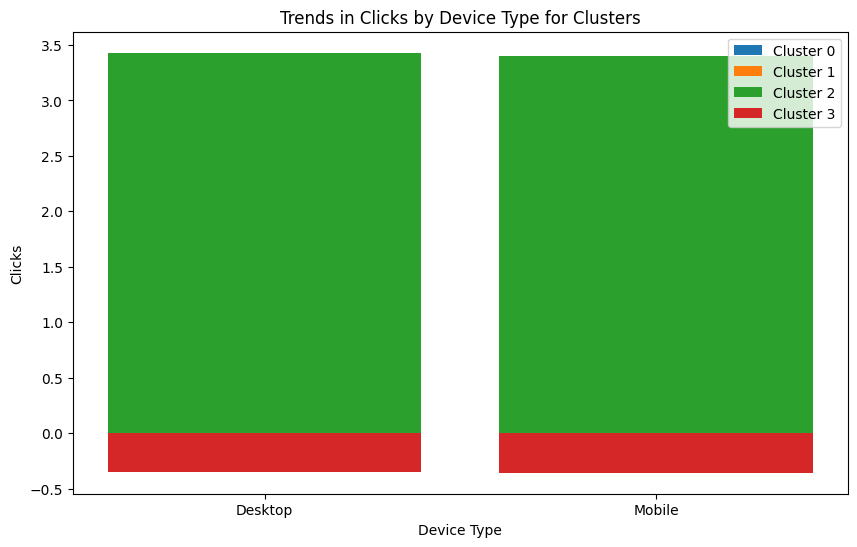 Trends in Clicks by Device Type for Clusters
Cluster 0
Cluster 1
Cluster 2
Cluster 3
Clicks
3.5
3.0
2.5
2.0
1.5
1.0
0.5
0.0
−0.5
Desktop
Mobile
Device Type